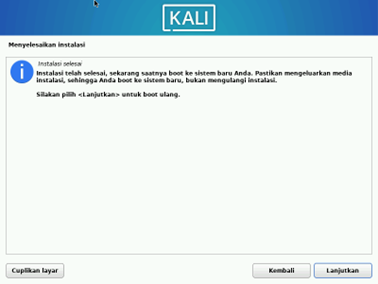 KALI
Menyelesaikan instalasi
Instalasi selesai
Instalasi telah selesai, sekarang saatnya boot ke sistem baru Anda. Pastikan mengeluarkan media
instalasi, sehingga Anda boot ke sistem baru, bukan mengulangi instalasi.
Silakan pilih <Lanjutkan> untuk boot ulang.
Cuplikan layar
Kembali
Lanjutkan